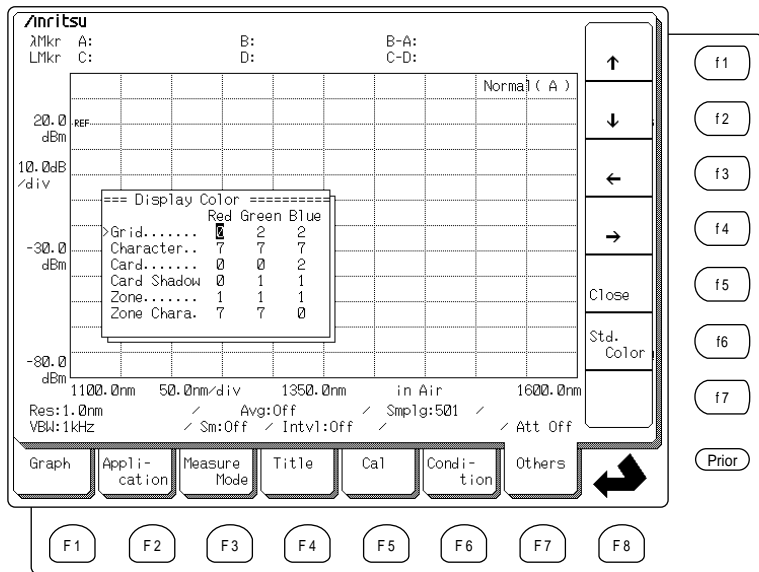 Anritsu
λMkr A: B: B-A:
LMkr C: D: C-D:
Normal( A )
20.0 REF
dBm
10.0dB
/div
-30.0
dBm
-80.0
dBm
=== Display Color ==========
Red Green Blue
>Grid....... 0 2 2
Character.. 7 7 7
Card....... 0 0 2
Card Shadow 0 1 1
Zone....... 1 1 1
Zone Chara. 7 7 0
1100.0nm 50.0nm/div 1350.0nm in Air 1600.0nm
Res:1.0nm / Avg:Off / Smplg:501 /
VBW:1kHz / Sm:Off / Intvl:Off / / Att Off
↑
↓
←
→
Close
Std.
Color
f1
f2
f3
f4
f5
f6
f7
Prior
Graph
Appli-
cation
Measure
Mode
Title
Cal
Condi-
tion
Others
F1 F2 F3 F4 F5 F6 F7 F8